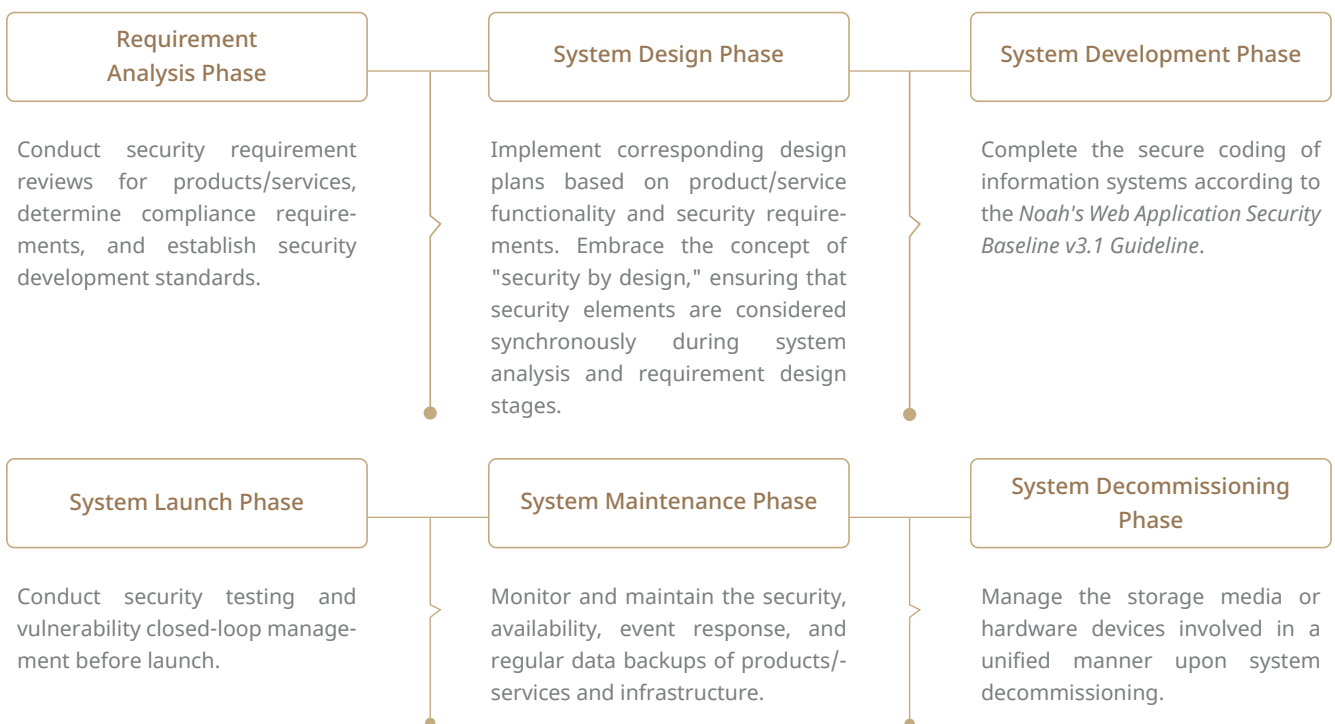 Requirement
Analysis Phase
System Design Phase
System Development Phase
Conduct security requirement
reviews for products/services,
determine compliance require-
ments, and establish security
development standards.
Implement corresponding design
plans based on product/service
functionality and security require-
ments. Embrace the concept of
"security by design," ensuring that
security elements are considered
synchronously during system
analysis and requirement design
stages.
Complete the secure coding of
information systems according to
the Noah's Web Application Security
Baseline v3.1 Guideline.
System Launch Phase
System Maintenance Phase
System Decommissioning
Phase
Conduct security testing and
vulnerability closed-loop manage-
ment before launch.
Monitor and maintain the security,
availability, event response, and
regular data backups of products/-
services and infrastructure.
Manage the storage media or
hardware devices involved in a
unified manner upon system
decommissioning.